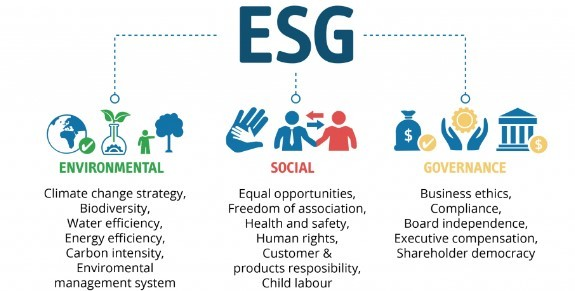 ESG
ENVIRONMENTAL
Climate change strategy,
Biodiversity,
Water efficiency,
Energy efficiency,
Carbon intensity,
Enviromental
management system
SOCIAL
Equal opportunities,
Freedom of association,
Health and safety,
Human rights,
Customer &
products resposibility,
Child labour
GOVERNANCE
Business ethics,
Compliance,
Board independence,
Executive compensation,
Shareholder democracy
$
$